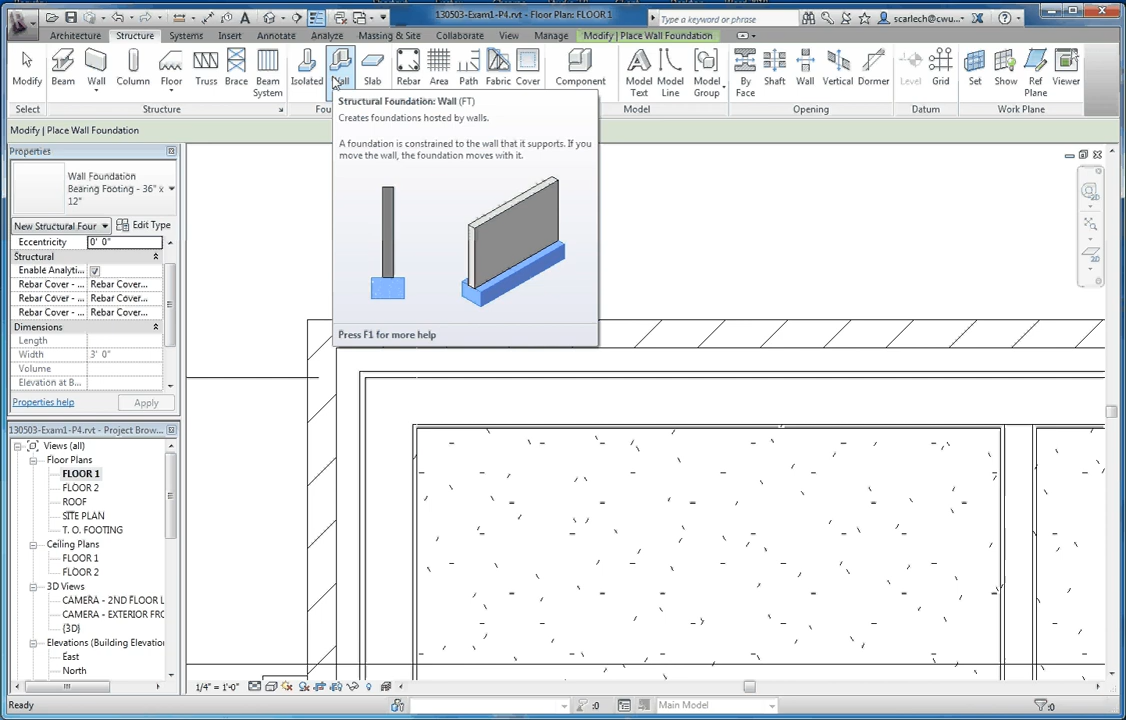 130503-Exam1-P4.rvt - Floor Plan: FLOOR 1
Type a keyword or phrase
scarlech@cwu...
Architecture Structure Systems Insert Annotate Analyze Massing & Site Collaborate View Manage Modify | Place Wall Foundation
Modify Beam Wall Column Floor Truss Brace Beam System Isolated Wall Slab Rebar Area Path Fabric Cover Component Model Text Model Line Model Group By Face Shaft Wall Vertical Dormer Level Grid Set Show Ref Plane Viewer
Select Structure Fou Model Opening Datum Work Plane
Modify | Place Wall Foundation
Structural Foundation: Wall (FT)
Creates foundations hosted by walls.
A foundation is constrained to the wall that it supports. If you
move the wall, the foundation moves with it.
Press F1 for more help
Properties
Wall Foundation
Bearing Footing - 36" x
12"
New Structural Four Edit Type
Eccentricity 0' 0"
Structural
Enable Analyti...
Rebar Cover - ... Rebar Cover...
Rebar Cover - ... Rebar Cover...
Rebar Cover - ... Rebar Cover...
Dimensions
Length
Width 3' 0"
Volume
Elevation at B...
Properties help Apply
130503-Exam1-P4.rvt - Project Brow...
Views (all)
Floor Plans
FLOOR 1
FLOOR 2
ROOF
SITE PLAN
T. O. FOOTING
Ceiling Plans
FLOOR 1
FLOOR 2
3D Views
CAMERA - 2ND FLOOR L
CAMERA - EXTERIOR FRO
{3D}
Elevations (Building Elevation
East
North
2D
2D
1/4" = 1'-0"
Ready
:0
Main Model
:0